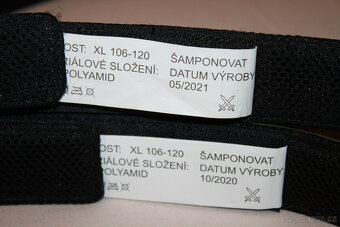 OST: XL 106-120 ŠAMPONOVAT
RIÁLOVÉ SLOŽENÍ: DATUM VÝROBY
POLYAMID 05/2021
OST: XL 106-120 ŠAMPONOVAT
RIÁLOVÉ SLOŽENÍ: DATUM VÝROBY
POLYAMID 10/2020